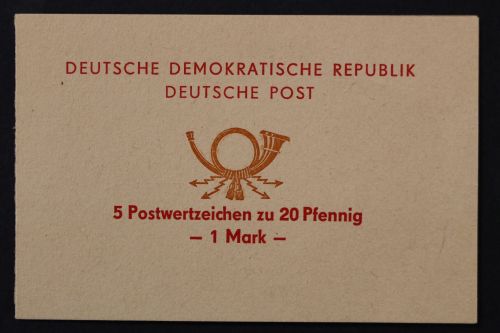 DEUTSCHE DEMOKRATISCHE REPUBLIK
DEUTSCHE POST
5 Postwertzeichen zu 20 Pfennig
– 1 Mark –